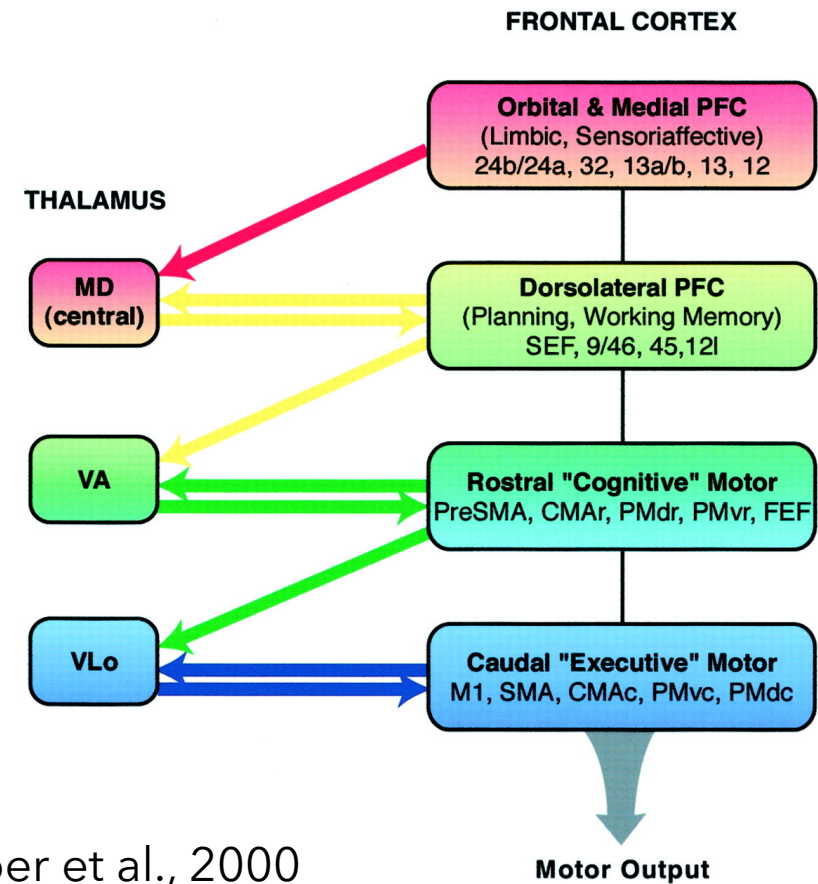 FRONTAL CORTEX
Orbital & Medial PFC
(Limbic, Sensoriaffective)
24b/24a, 32, 13a/b, 13, 12
THALAMUS
MD
(central)
Dorsolateral PFC
(Planning, Working Memory)
SEF, 9/46, 45,12l
VA
Rostral "Cognitive" Motor
PreSMA, CMAr, PMdr, PMvr, FEF
VLo
Caudal "Executive" Motor
M1, SMA, CMAc, PMvc, PMdc
et al., 2000
Motor Output